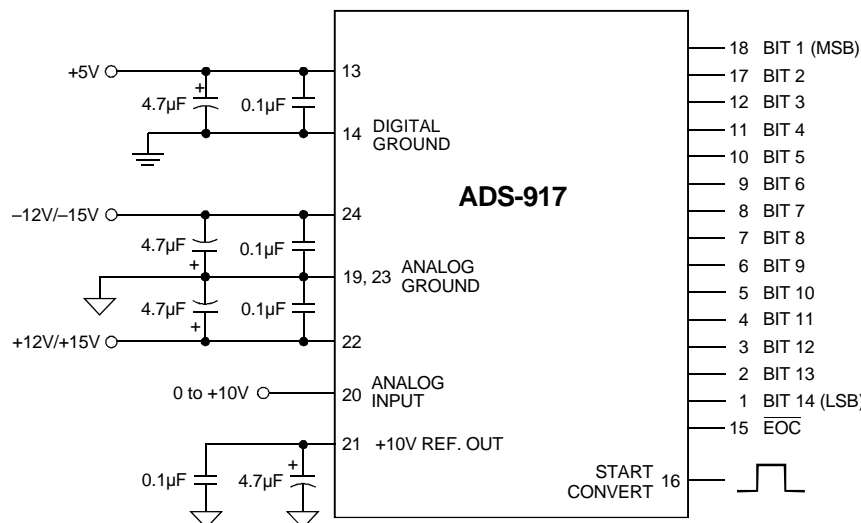 +5V
+
4.7µF
0.1µF
13
14 DIGITAL
GROUND
–12V/–15V
24
4.7µF
0.1µF
+
19, 23 ANALOG
GROUND
4.7µF
0.1µF
+
+12V/+15V
22
0 to +10V
20 ANALOG
INPUT
21 +10V REF. OUT
+
0.1µF
4.7µF
ADS-917
18 BIT 1 (MSB)
17 BIT 2
12 BIT 3
11 BIT 4
10 BIT 5
9 BIT 6
8 BIT 7
7 BIT 8
6 BIT 9
5 BIT 10
4 BIT 11
3 BIT 12
2 BIT 13
1 BIT 14 (LSB)
15 EOC
START
CONVERT 16